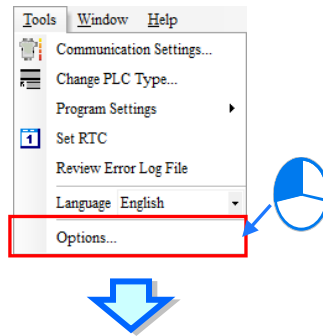 Tools Window Help
Communication Settings...
Change PLC Type...
Program Settings
1 Set RTC
Review Error Log File
Language English
Options...